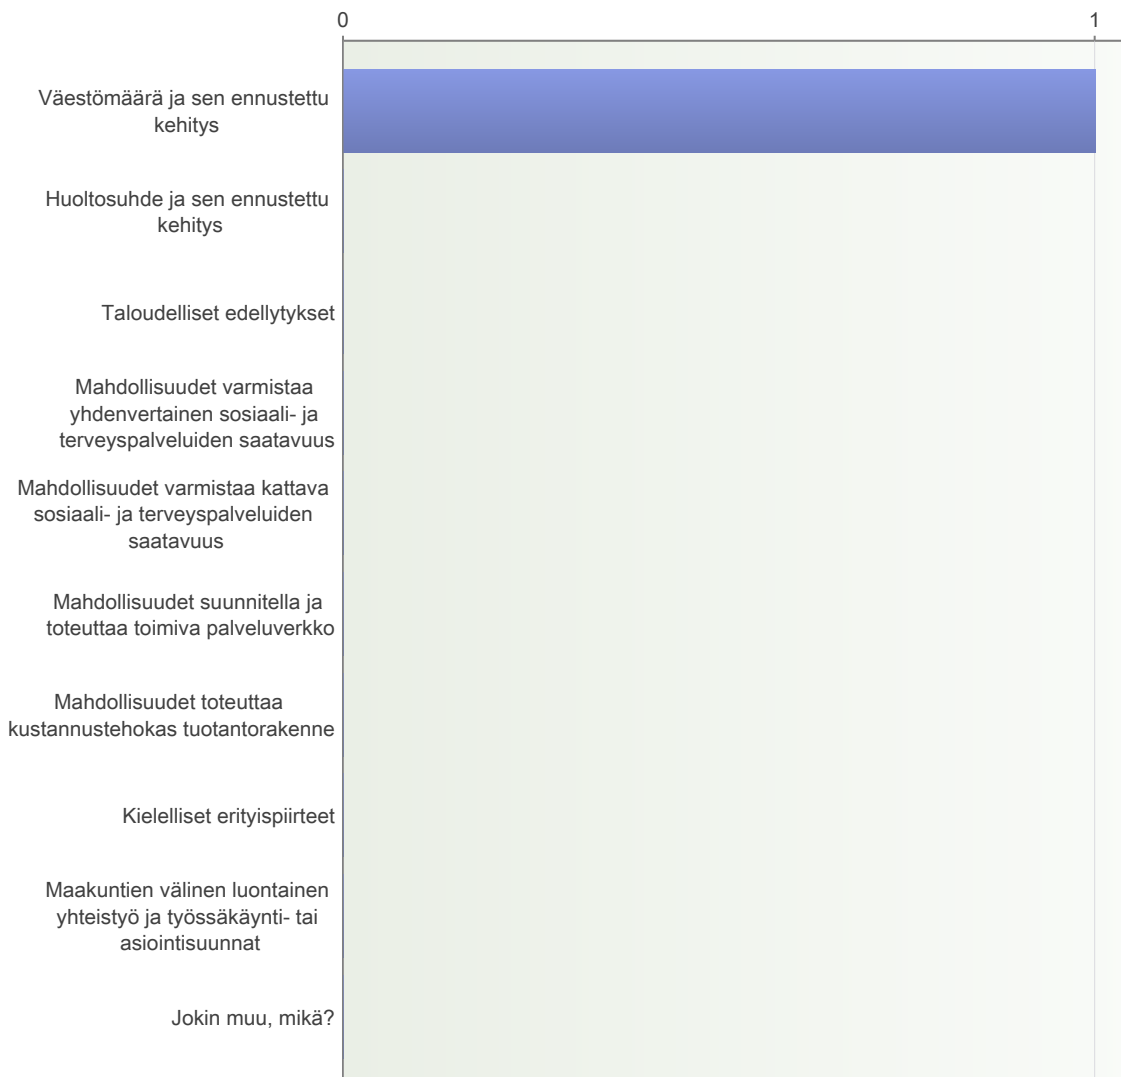 0 1
Väestömäärä ja sen ennustettu
kehitys
Huoltosuhde ja sen ennustettu
kehitys
Taloudelliset edellytykset
Mahdollisuudet varmistaa
yhdenvertainen sosiaali- ja
terveyspalveluiden saatavuus
Mahdollisuudet varmistaa kattava
sosiaali- ja terveyspalveluiden
saatavuus
Mahdollisuudet suunnitella ja
toteuttaa toimiva palveluverkko
Mahdollisuudet toteuttaa
kustannustehokas tuotantorakenne
Kielelliset erityispiirteet
Maakuntien välinen luontainen
yhteistyö ja työssäkäynti- tai
asiointisuunnat
Jokin muu, mikä?